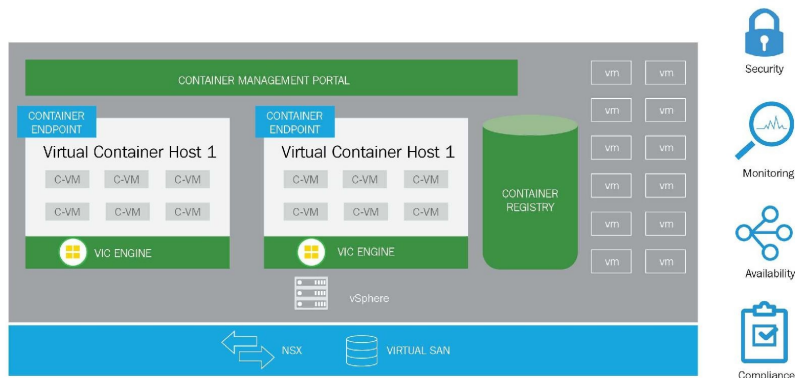 CONTAINER MANAGEMENT PORTAL
CONTAINER
ENDPOINT
Virtual Container Host 1
C-VM C-VM C-VM
C-VM C-VM C-VM
VIC ENGINE
CONTAINER
ENDPOINT
Virtual Container Host 1
C-VM C-VM C-VM
C-VM C-VM C-VM
VIC ENGINE
CONTAINER
REGISTRY
vm vm
vm vm
vm vm
vm vm
vm vm
vm vm
vSphere
NSX
VIRTUAL SAN
Security
Monitoring
Availability
Compliance